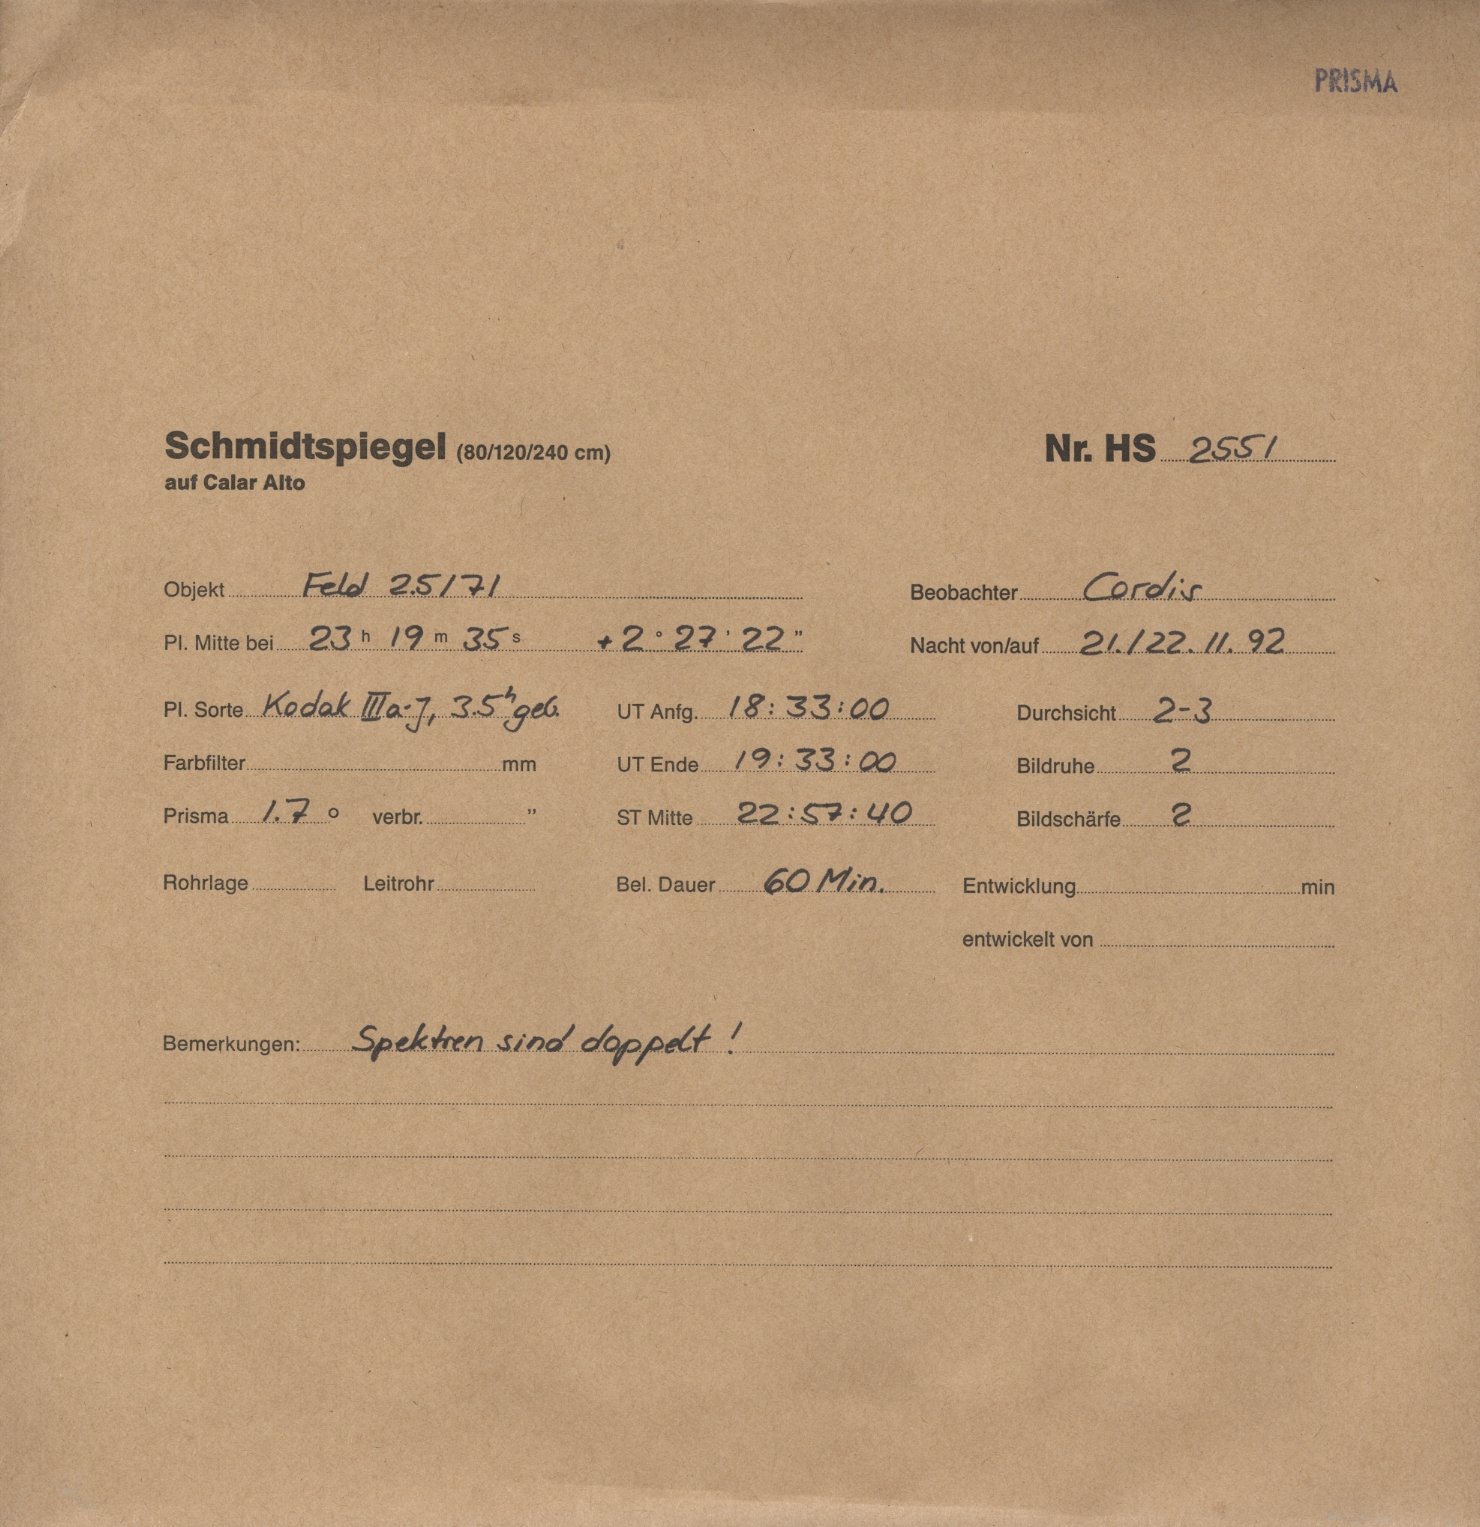 PRISMA
Schmidtspiegel (80/120/240 cm) Nr. HS 2551
auf Calar Alto
Objekt Feld 25/71 Beobachter Cordis
Pl. Mitte bei 23 h 19 m 35 s +2 ° 27 ' 22 " Nacht von/auf 21./22. 11. 92
Pl. Sorte Kodak IIIa-J, 3.5h geb. UT Anfg. 18:33:00 Durchsicht 2-3
Farbfilter mm UT Ende 19:33:00 Bildruhe 2
Prisma 1.7 ° verbr. " ST Mitte 22:57:40 Bildschärfe 2
Rohrlage Leitrohr Bel. Dauer 60 Min. Entwicklung min
entwickelt von
Bemerkungen: Spektren sind doppelt !